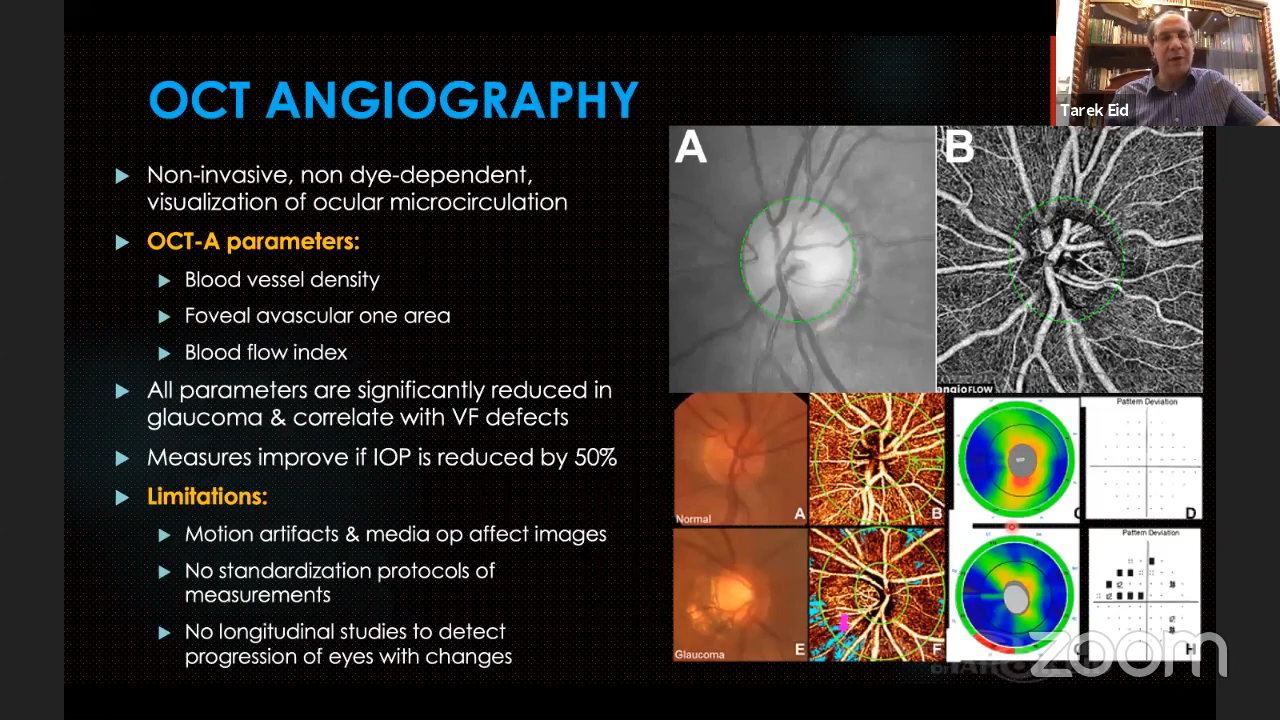 OCT ANGIOGRAPHY
Tarek Eid
Non-invasive, non dye-dependent,
visualization of ocular microcirculation
OCT-A parameters:
Blood vessel density
Foveal avascular one area
Blood flow index
All parameters are significantly reduced in
glaucoma & correlate with VF defects
Measures improve if IOP is reduced by 50%
Limitations:
Motion artifacts & media op affect images
No standardization protocols of
measurements
No longitudinal studies to detect
progression of eyes with changes
A
B
angioFLOW
Normal
A
B
C
Pattern Deviation
D
Glaucoma
E
F
Pattern Deviation
H
zoom